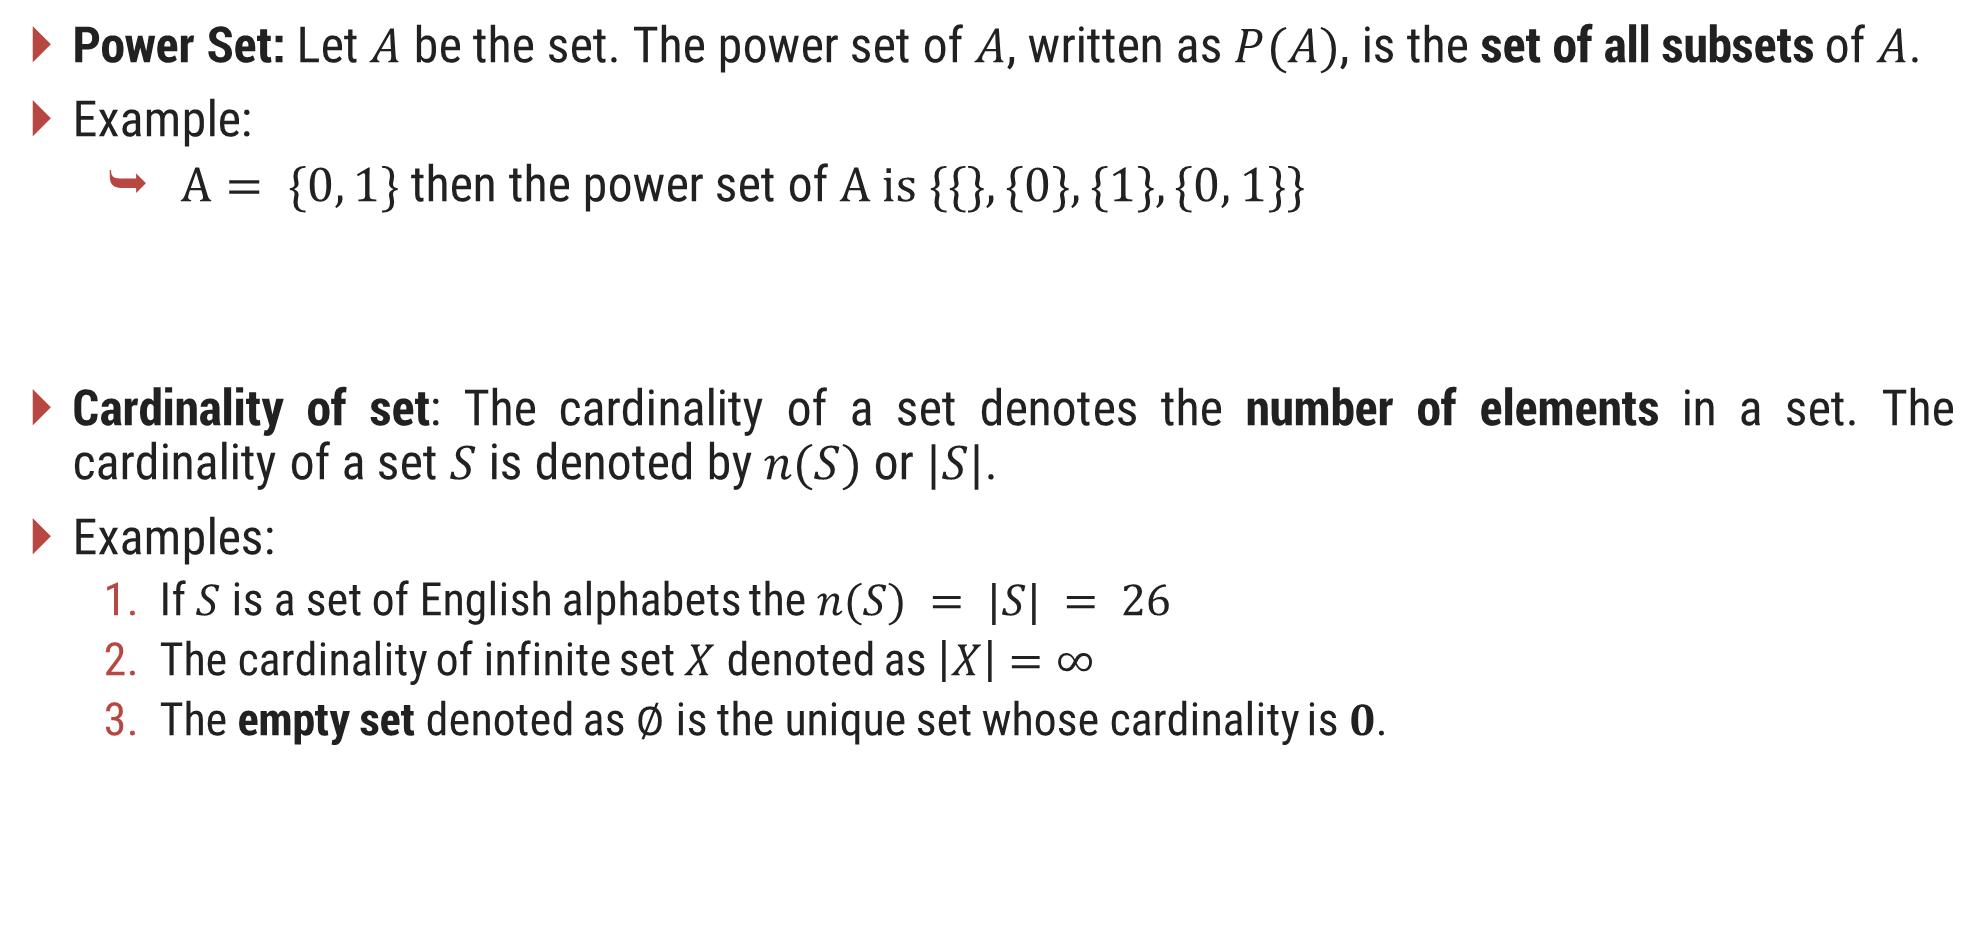 Power Set: Let A be the set. The power set of A, written as P(A), is the set of all subsets of A.
Example:
A = {0, 1} then the power set of A is {{}, {0}, {1}, {0, 1}}
Cardinality of set: The cardinality of a set denotes the number of elements in a set. The
cardinality of a set S is denoted by n(S) or |S|.
Examples:
1. If S is a set of English alphabets the n(S) = |S| = 26
2. The cardinality of infinite set X denoted as |X| = ∞
3. The empty set denoted as ∅ is the unique set whose cardinality is 0.